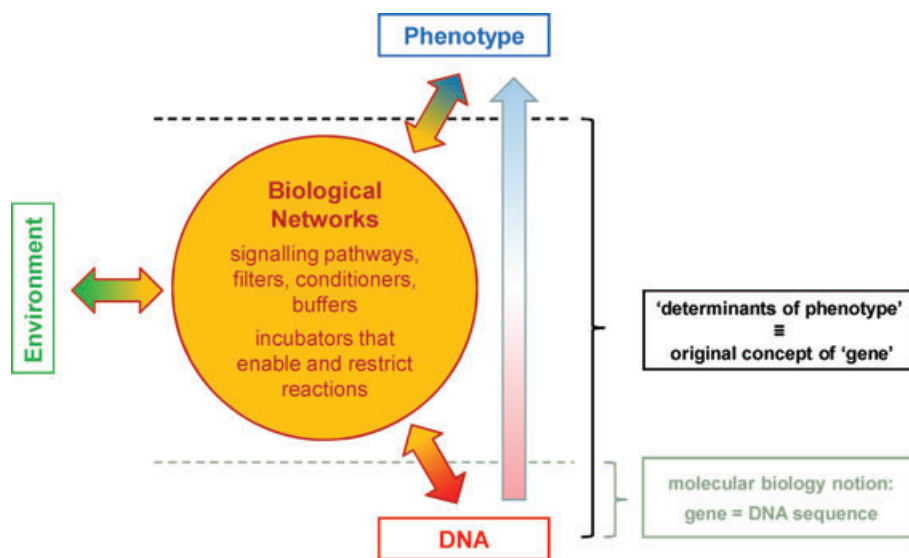 Phenotype
Biological
Networks
signalling pathways,
filters, conditioners,
buffers
incubators that
enable and restrict
reactions
Environment
‘determinants of phenotype’
≡
original concept of ‘gene’
molecular biology notion:
gene = DNA sequence
DNA